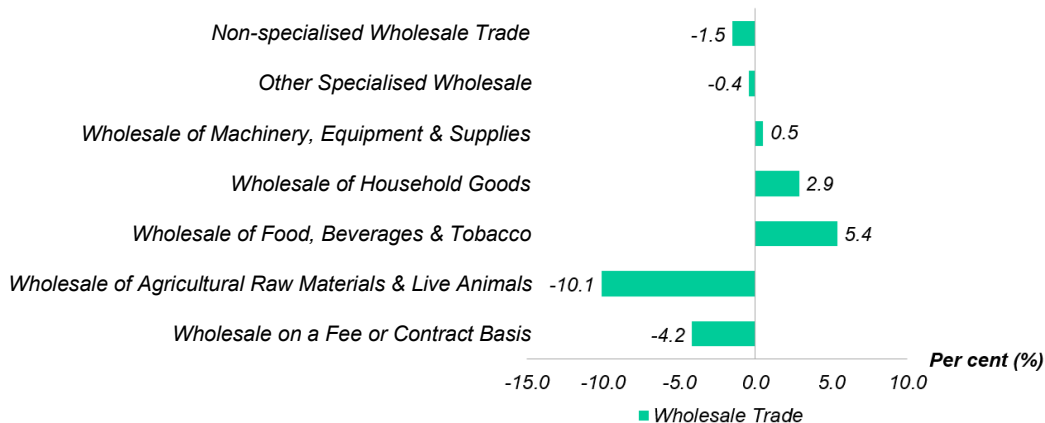 Non-specialised Wholesale Trade
-1.5
Other Specialised Wholesale
-0.4
Wholesale of Machinery, Equipment & Supplies
0.5
Wholesale of Household Goods
2.9
Wholesale of Food, Beverages & Tobacco
5.4
Wholesale of Agricultural Raw Materials & Live Animals
-10.1
Wholesale on a Fee or Contract Basis
-4.2
Per cent (%)
-15.0 -10.0 -5.0 0.0 5.0 10.0
Wholesale Trade